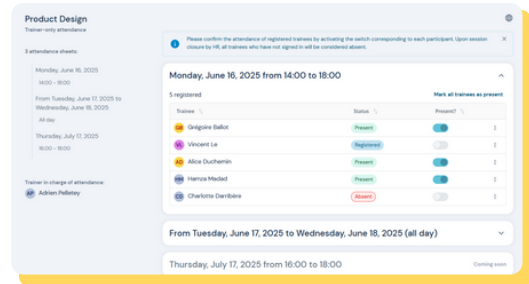 Product Design
Trainer-only attendance
3 attendance sheets:
Monday, June 16, 2025
14:00 - 18:00
From Tuesday, June 17, 2025 to
Wednesday, June 18, 2025
All day
Thursday, July 17, 2025
16:00 - 18:00
Trainer in charge of attendance:
AP Adrien Pelletey
Please confirm the attendance of registered trainees by activating the switch corresponding to each participant. Upon session
closure by HR, all trainees who have not signed in will be considered absent.
Monday, June 16, 2025 from 14:00 to 18:00
5 registered
Mark all trainees as present
Trainee Status Present?
GB Grégoire Ballot Present
VL Vincent Le Registered
AD Alice Duchemin Present
HM Hamza Madad Present
CD Charlotte Darribère Absent
From Tuesday, June 17, 2025 to Wednesday, June 18, 2025 (all day)
Thursday, July 17, 2025 from 16:00 to 18:00
Coming soon